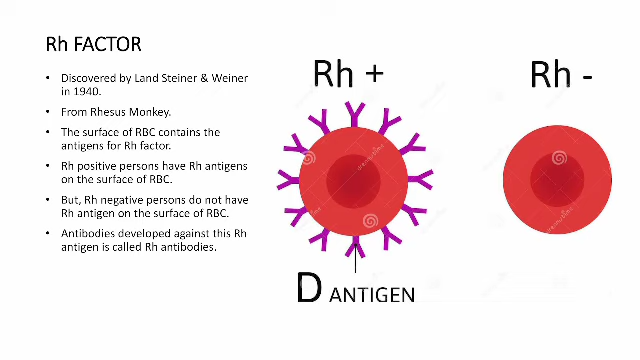 Rh FACTOR
• Discovered by Land Steiner & Weiner
in 1940.
• From Rhesus Monkey.
• The surface of RBC contains the
antigens for Rh factor.
• Rh positive persons have Rh antigens
on the surface of RBC.
• But, Rh negative persons do not have
Rh antigen on the surface of RBC.
• Antibodies developed against this Rh
antigen is called Rh antibodies.
Rh +
Rh -
D ANTIGEN